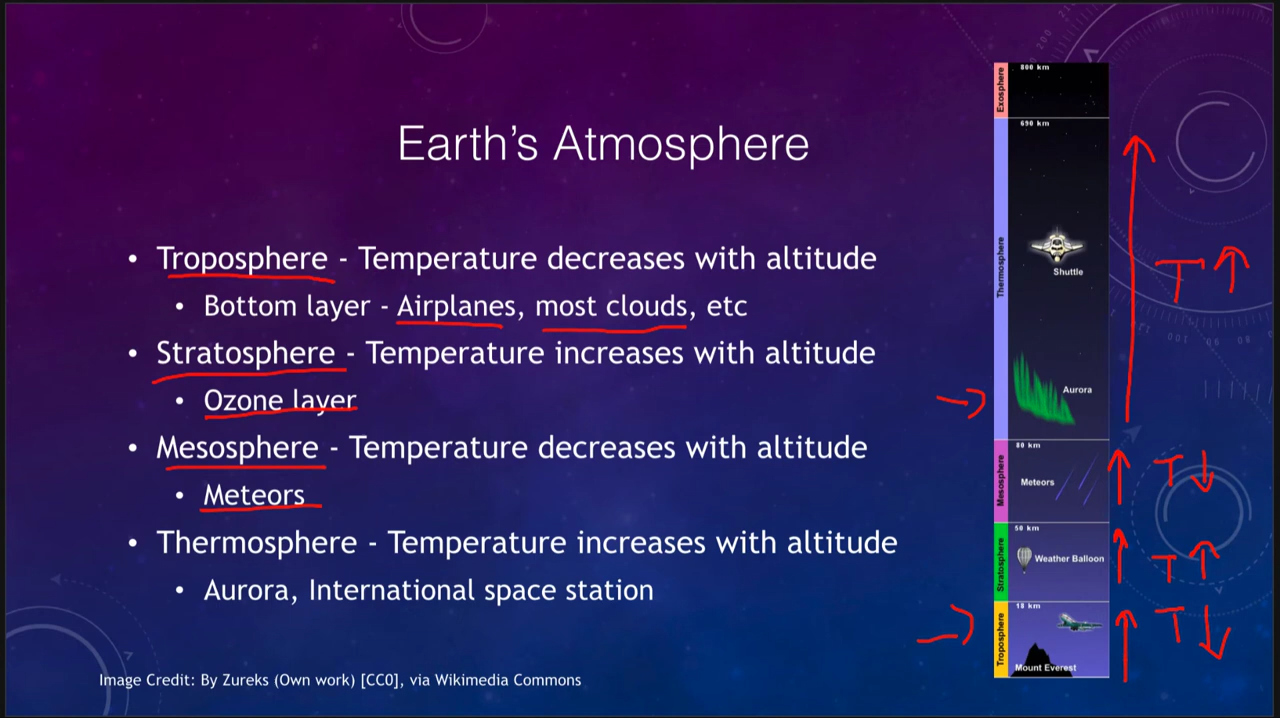 Earth's Atmosphere
• Troposphere - Temperature decreases with altitude
• Bottom layer - Airplanes, most clouds, etc
• Stratosphere - Temperature increases with altitude
• Ozone layer
• Mesosphere - Temperature decreases with altitude
• Meteors
• Thermosphere - Temperature increases with altitude
• Aurora, International space station
Image Credit: By Zureks (Own work) [CC0], via Wikimedia Commons
800 km
Exosphere
690 km
Thermosphere
Shuttle
Aurora
80 km
Mesosphere
Meteors
50 km
Stratosphere
Weather Balloon
18 km
Troposphere
Mount Everest
T ↑
T ↓
T ↑
T ↓